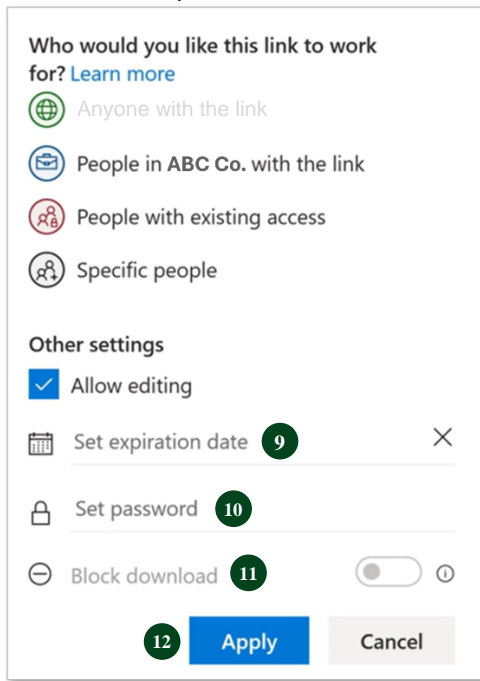 Who would you like this link to work
for? Learn more
Anyone with the link
People in ABC Co. with the link
People with existing access
Specific people
Other settings
Allow editing
Set expiration date 9
Set password 10
Block download 11
12 Apply Cancel